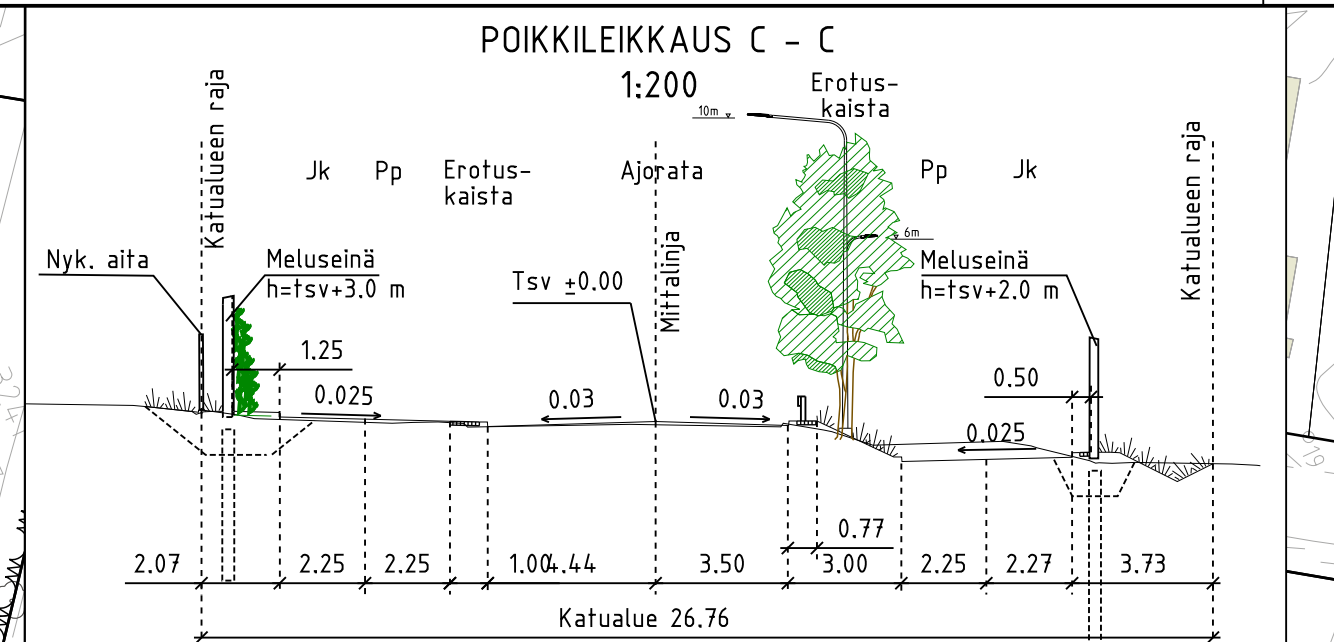 POIKKILEIKKAUS C - C
1:200
Katualueen raja
Erotus-
kaista
10m
Katualueen raja
Jk
Pp
Erotus-
kaista
Ajorata
Pp
Jk
Mittalinja
6m
Nyk. aita
Meluseinä
h=tsv+3.0 m
Tsv ±0.00
Meluseinä
h=tsv+2.0 m
1.25
0.50
0.025
0.03
0.03
0.025
0.77
2.07
2.25
2.25
1.00
4.44
3.50
3.00
2.25
2.27
3.73
Katualue 26.76